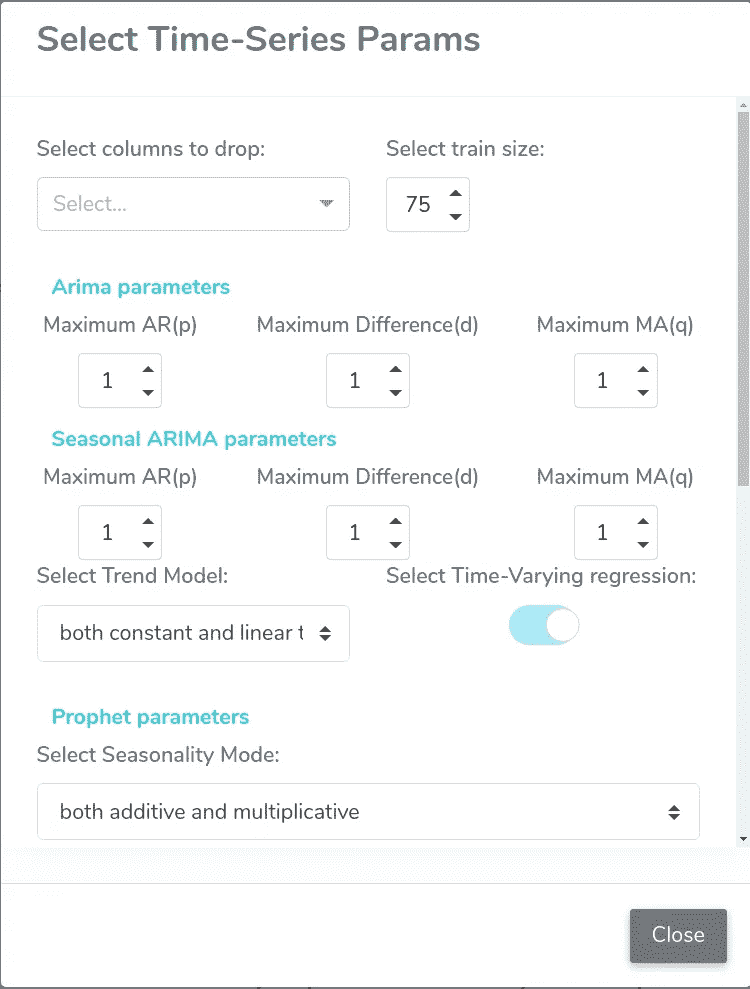 Select Time-Series Params
Select columns to drop: Select train size:
Select... 75
Arima parameters
Maximum AR(p) Maximum Difference(d) Maximum MA(q)
1 1 1
Seasonal ARIMA parameters
Maximum AR(p) Maximum Difference(d) Maximum MA(q)
1 1 1
Select Trend Model: Select Time-Varying regression:
both constant and linear t
Prophet parameters
Select Seasonality Mode:
both additive and multiplicative
Close